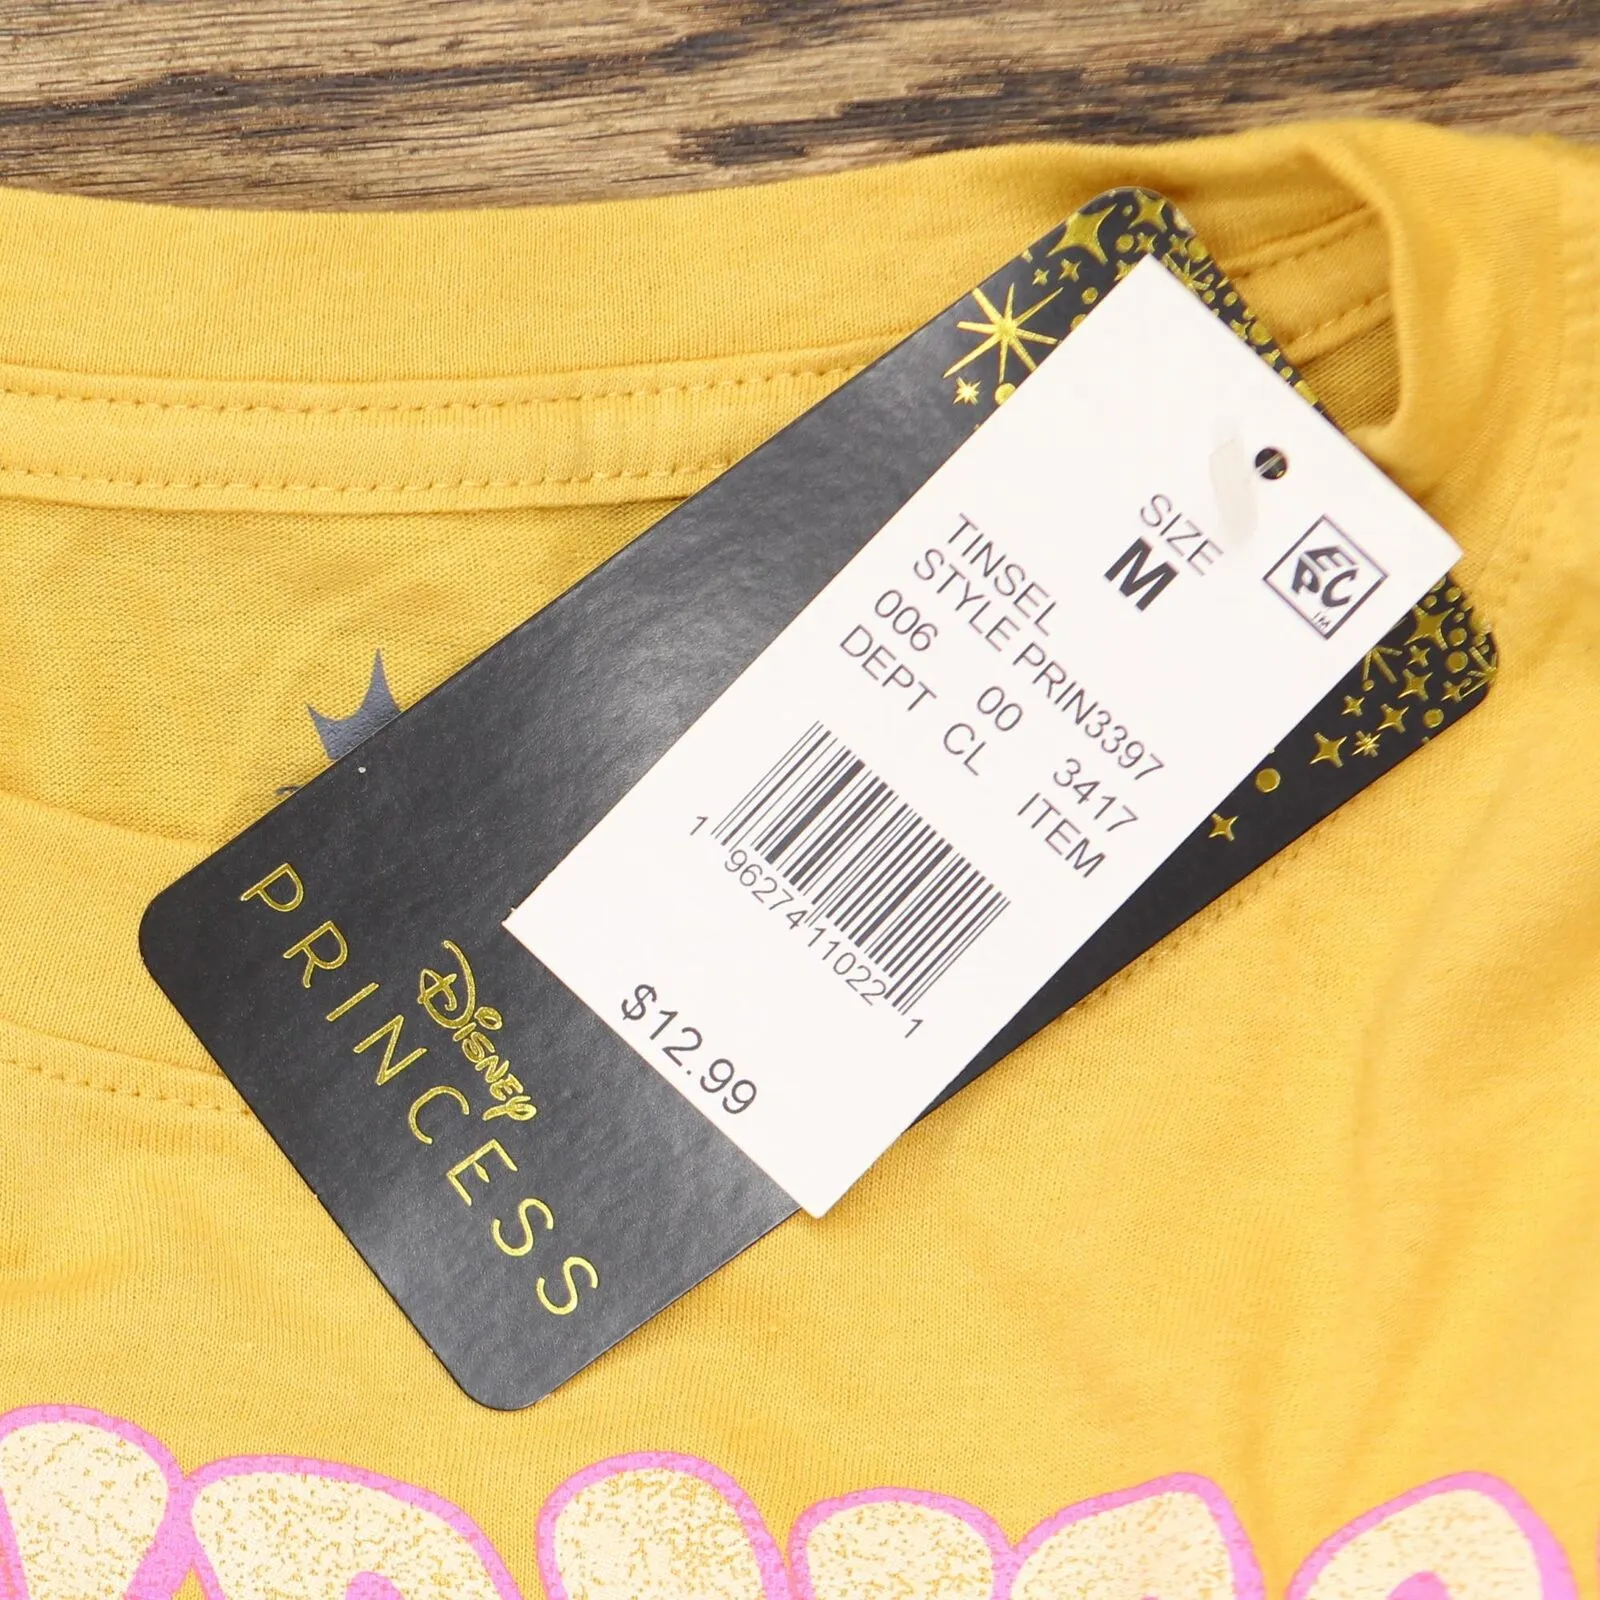 EPC
TM
SIZE
M
TINSEL
STYLE PRIN3397
006 00 3417
DEPT CL ITEM
1 96274 11022 1
$12.99
Disney
PRINCESS